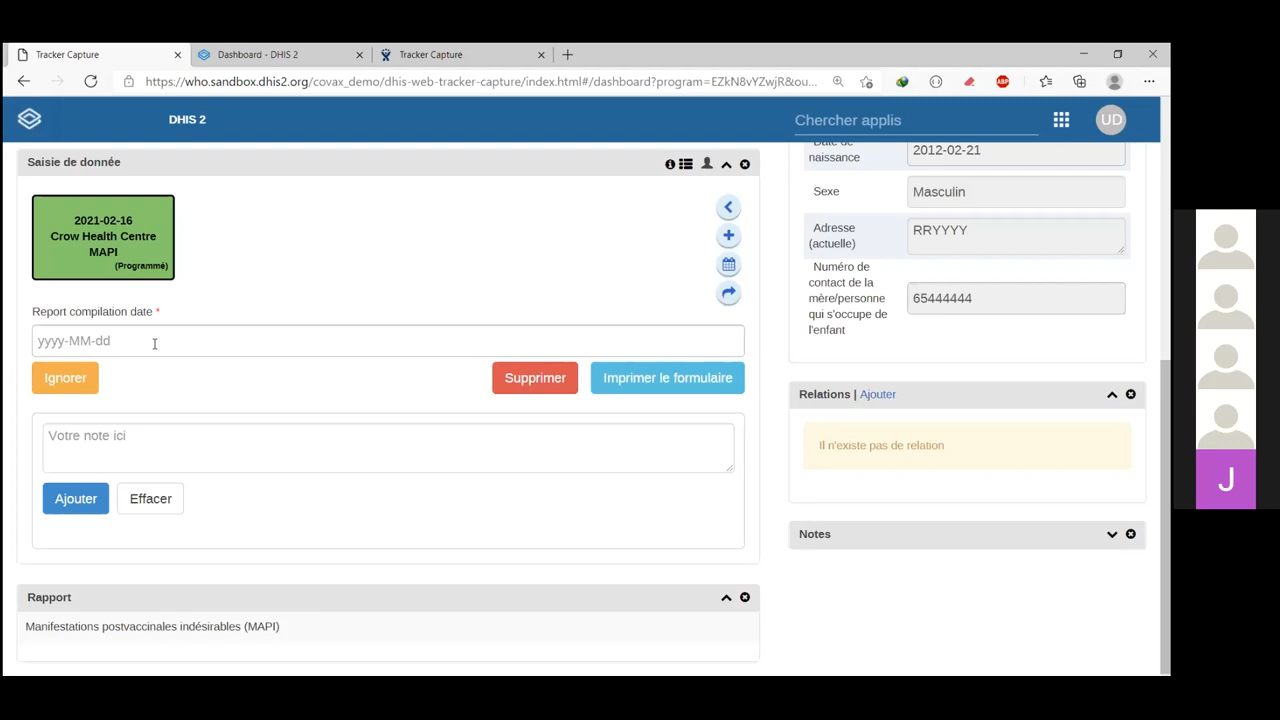 Tracker Capture
Dashboard - DHIS 2
Tracker Capture
https://who.sandbox.dhis2.org/covax_demo/dhis-web-tracker-capture/index.html#/dashboard?program=EZkN8vYZwjR&ou...
ABP
DHIS 2
Chercher applis
UD
Saisie de donnée
2021-02-16
Crow Health Centre
MAPI
(Programmé)
Report compilation date *
yyyy-MM-dd
Ignorer
Supprimer
Imprimer le formulaire
Votre note ici
Ajouter
Effacer
Rapport
Manifestations postvaccinales indésirables (MAPI)
Date de
naissance
2012-02-21
Sexe
Masculin
Adresse
(actuelle)
RRYYYY
Numéro de
contact de la
mère/personne
qui s'occupe de
l'enfant
65444444
Relations | Ajouter
Il n'existe pas de relation
Notes
J